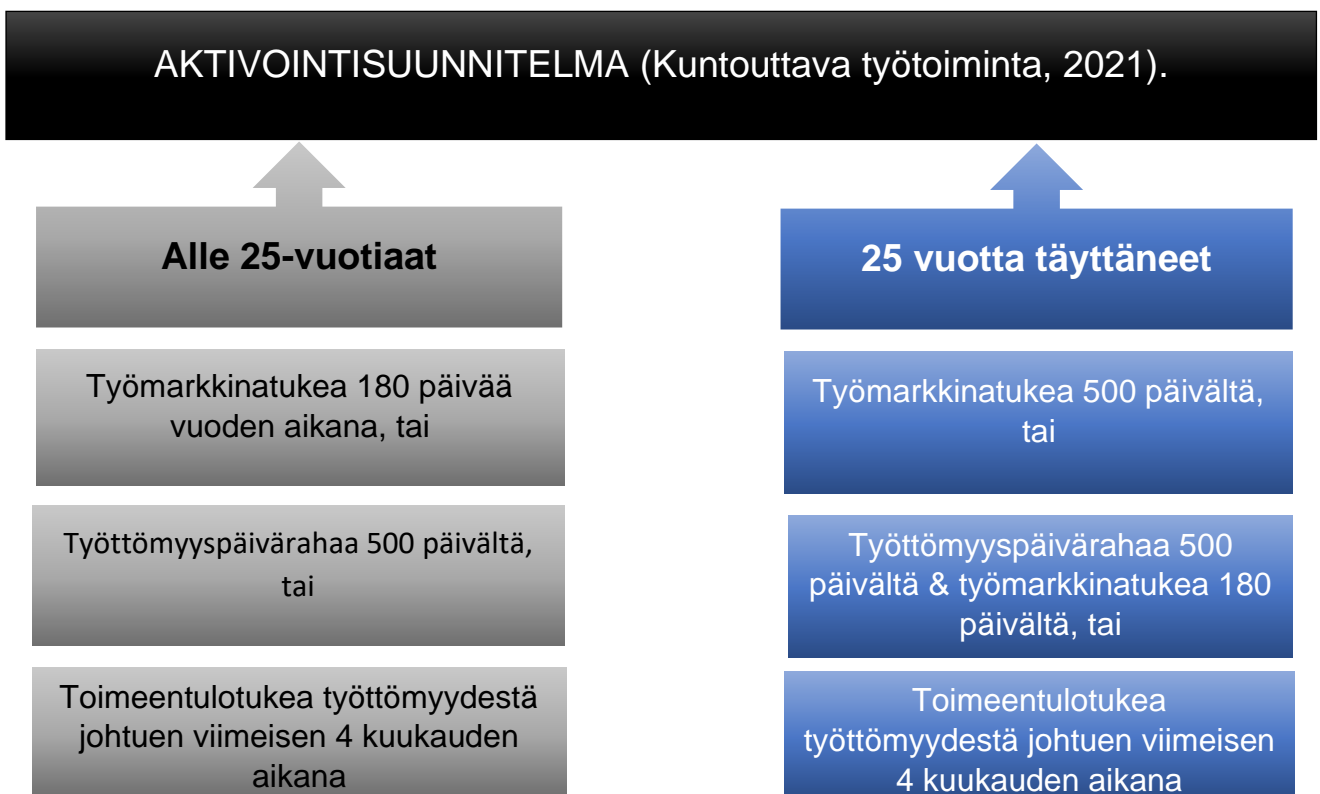 AKTIVOINTISUUNNITELMA (Kuntouttava työtoiminta, 2021).
Alle 25-vuotiaat
Työmarkkinatukea 180 päivää
vuoden aikana, tai
Työttömyyspäivärahaa 500 päivältä,
tai
Toimeentulotukea työttömyydestä
johtuen viimeisen 4 kuukauden
aikana
25 vuotta täyttäneet
Työmarkkinatukea 500 päivältä,
tai
Työttömyyspäivärahaa 500
päivältä & työmarkkinatukea 180
päivältä, tai
Toimeentulotukea
työttömyydestä johtuen viimeisen
4 kuukauden aikana